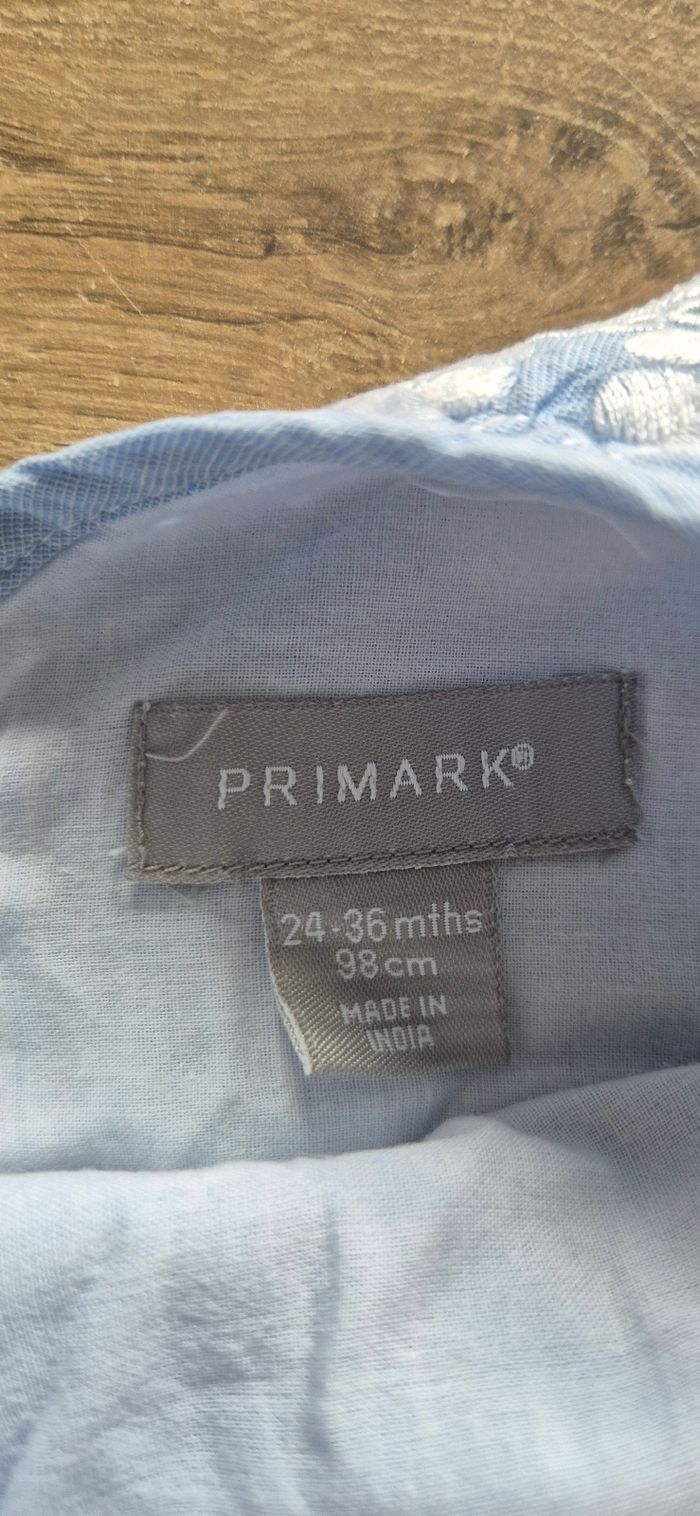 PRIMARK®
24-36 mths
98 cm
MADE IN
INDIA